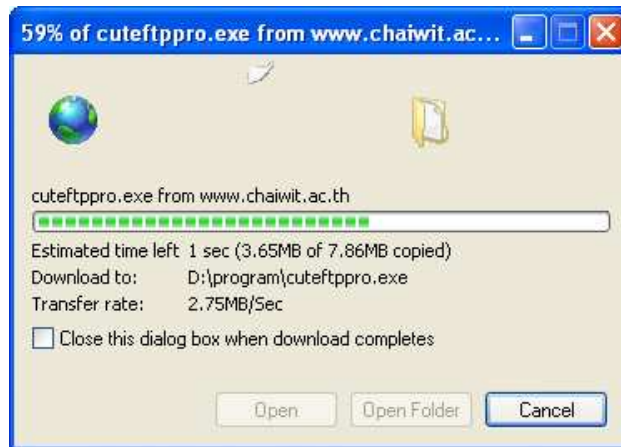 59% of cuteftppro.exe from www.chaiwit.ac...
cuteftppro.exe from www.chaiwit.ac.th
Estimated time left 1 sec (3.65MB of 7.86MB copied)
Download to: D:\program\cuteftppro.exe
Transfer rate: 2.75MB/Sec
Close this dialog box when download completes
Open Open Folder Cancel